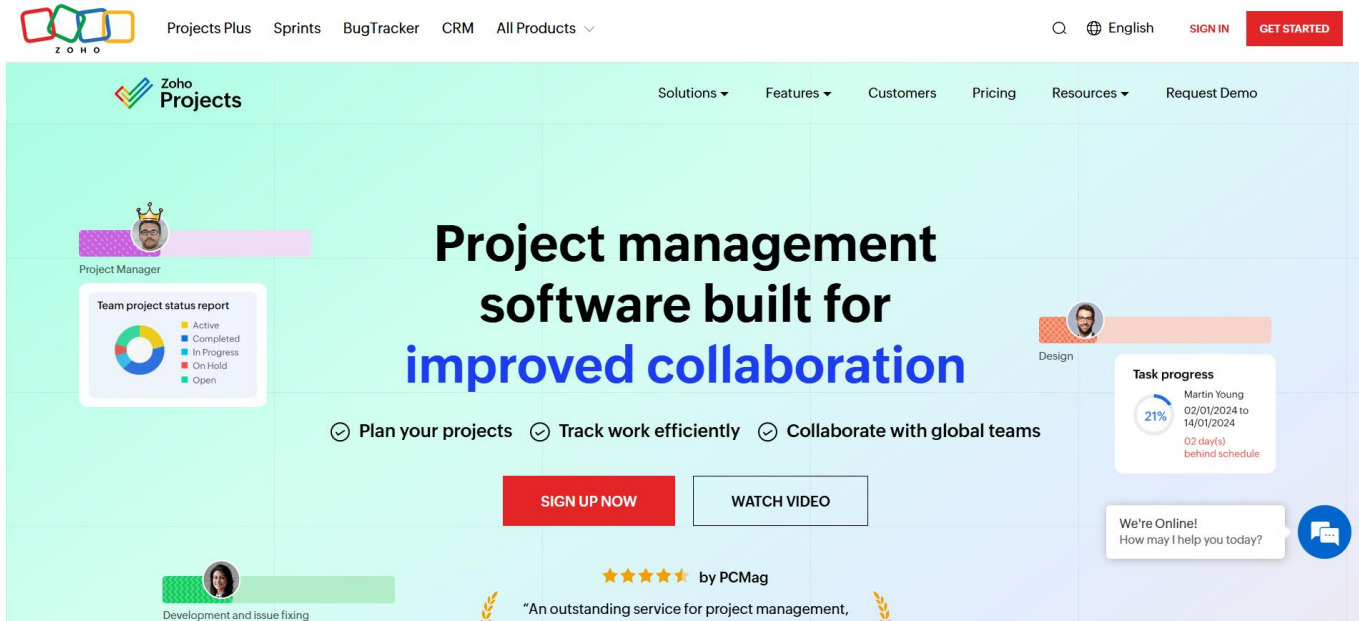 ZOHO
Projects Plus Sprints BugTracker CRM All Products
English SIGN IN GET STARTED
Zoho
Projects
Solutions Features Customers Pricing Resources Request Demo
Project management
software built for
improved collaboration
Plan your projects Track work efficiently Collaborate with global teams
SIGN UP NOW WATCH VIDEO
Project Manager
Team project status report
Active
Completed
In Progress
On Hold
Open
Design
Task progress
21%
Martin Young
02/01/2024 to
14/01/2024
02 day(s)
behind schedule
We're Online!
How may I help you today?
Development and issue fixing
by PCMag
“An outstanding service for project management,